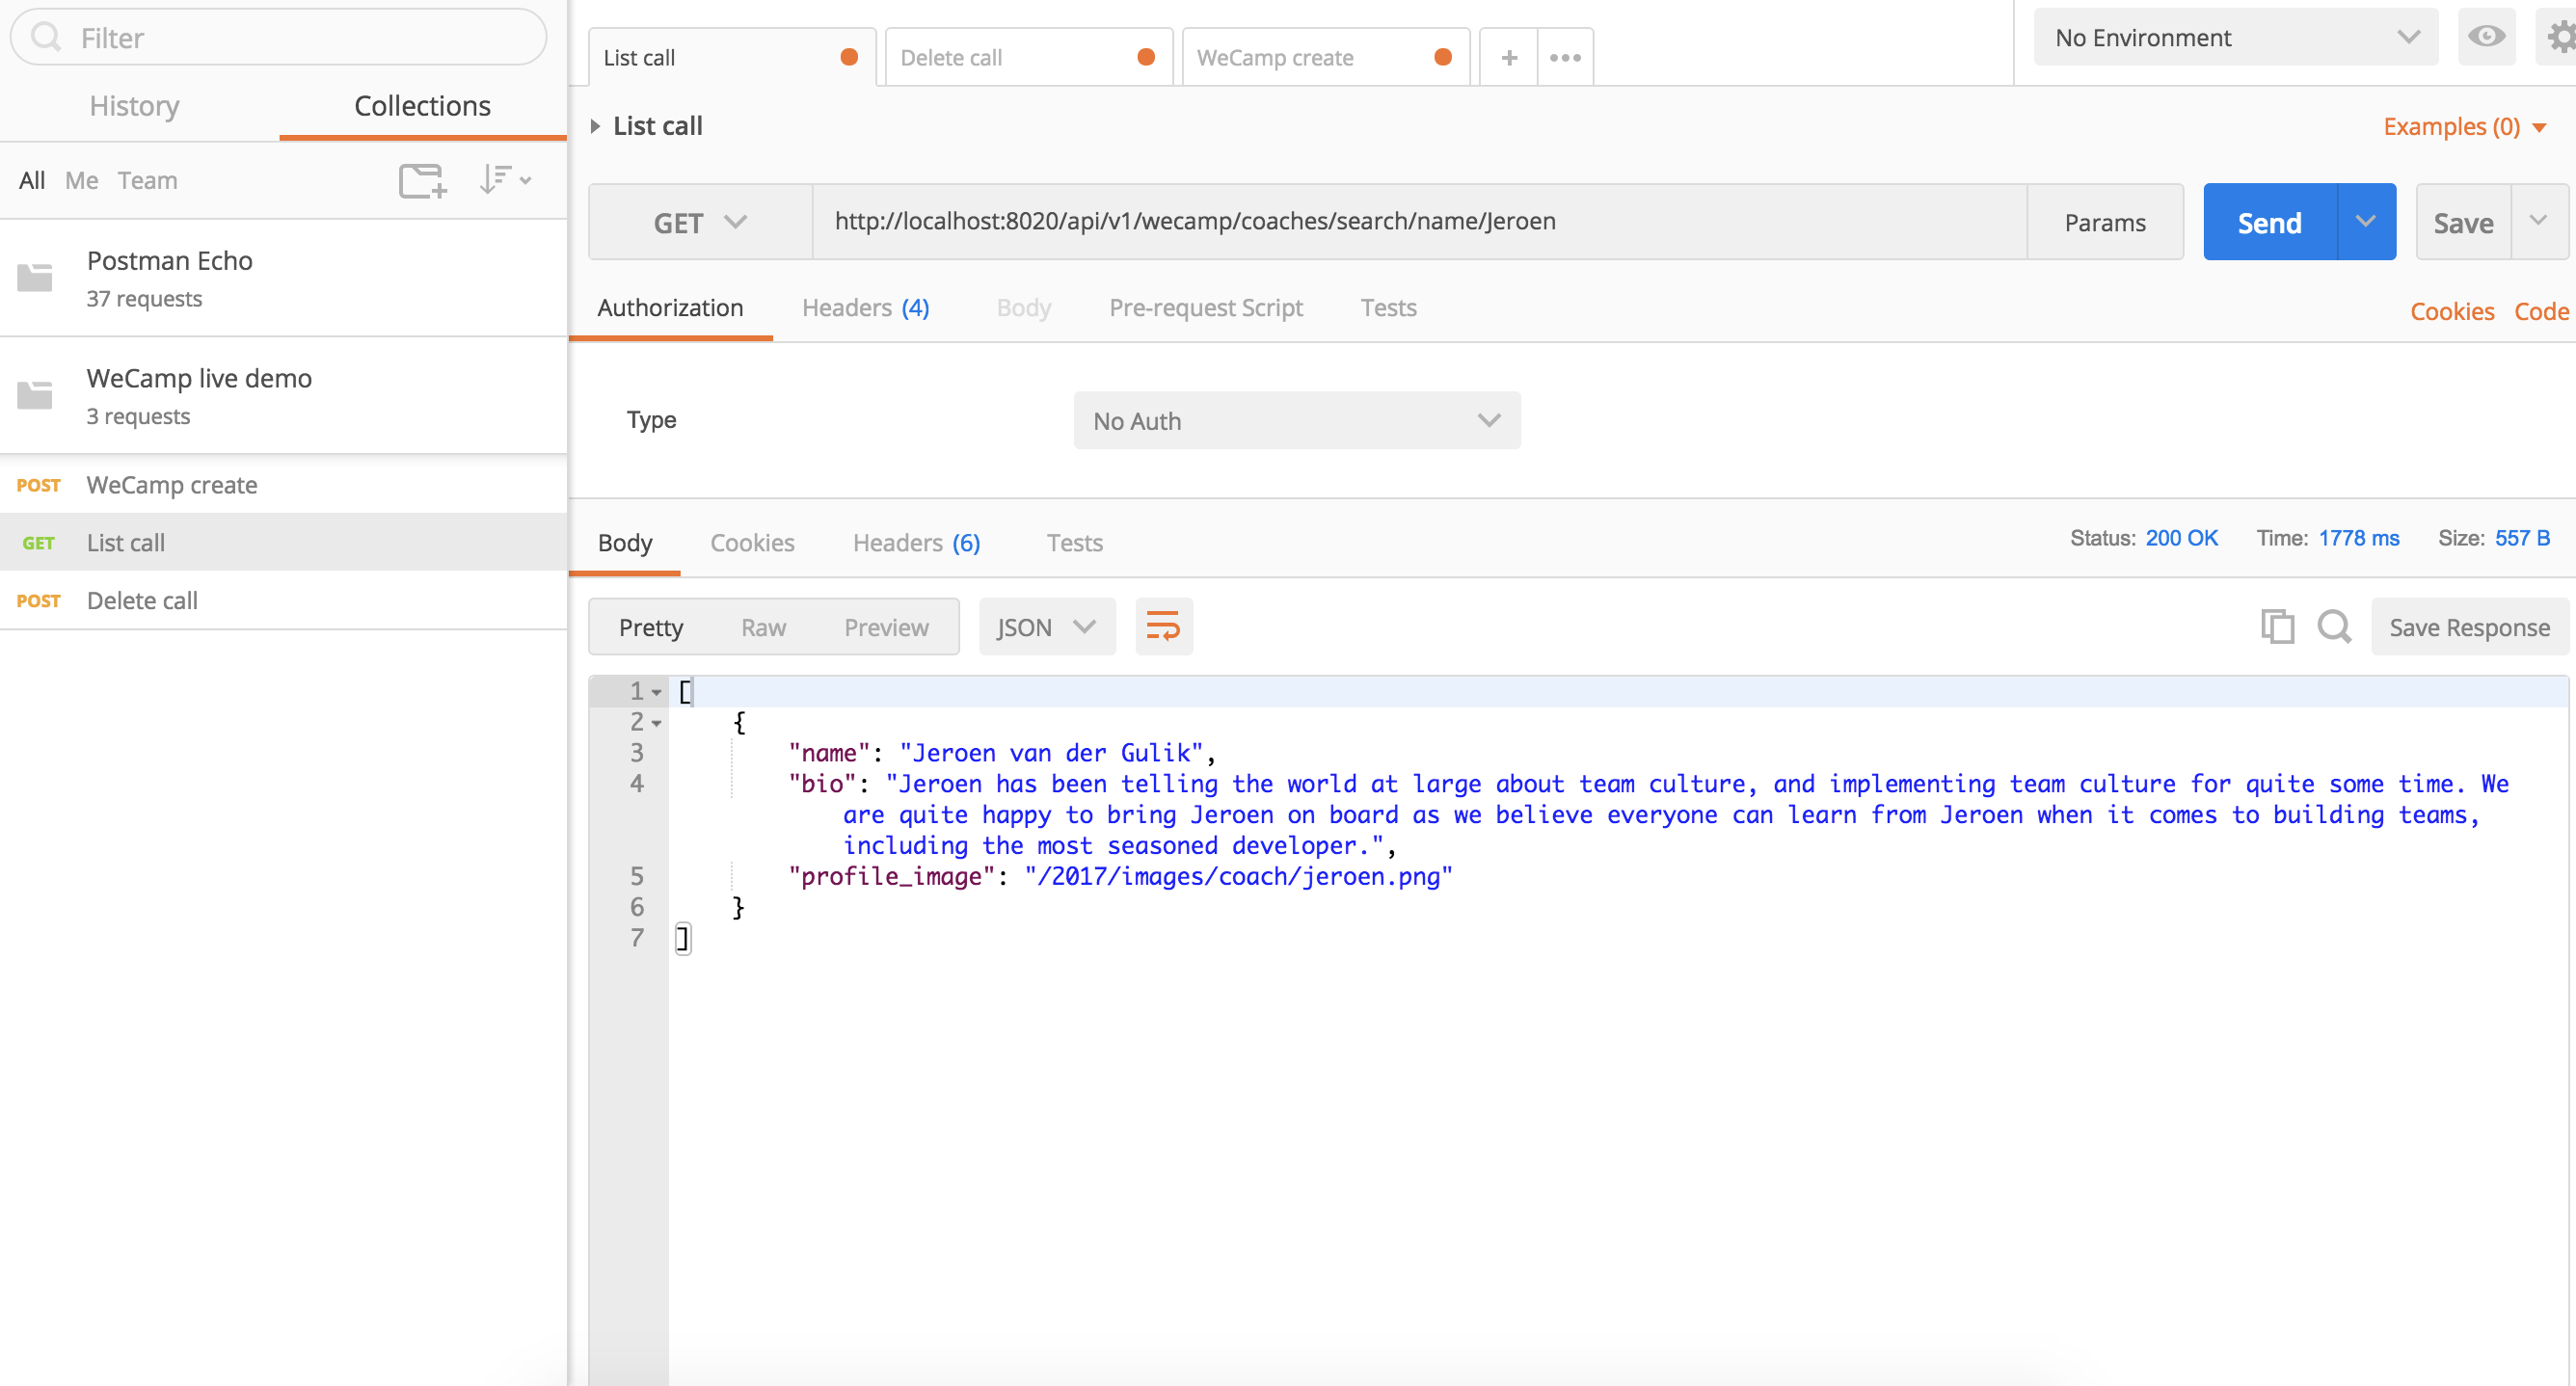 Filter
History Collections
All Me Team
Postman Echo
37 requests
WeCamp live demo
3 requests
POST WeCamp create
GET List call
POST Delete call
List call Delete call WeCamp create + •••
No Environment
List call
Examples (0)
GET http://localhost:8020/api/v1/wecamp/coaches/search/name/Jeroen Params Send Save
Authorization Headers (4) Body Pre-request Script Tests Cookies Code
Type No Auth
Body Cookies Headers (6) Tests Status: 200 OK Time: 1778 ms Size: 557 B
Pretty Raw Preview JSON Save Response
1 [
2 {
3 "name": "Jeroen van der Gulik",
4 "bio": "Jeroen has been telling the world at large about team culture, and implementing team culture for quite some time. We
are quite happy to bring Jeroen on board as we believe everyone can learn from Jeroen when it comes to building teams,
including the most seasoned developer.",
5 "profile_image": "/2017/images/coach/jeroen.png"
6 }
7 ]